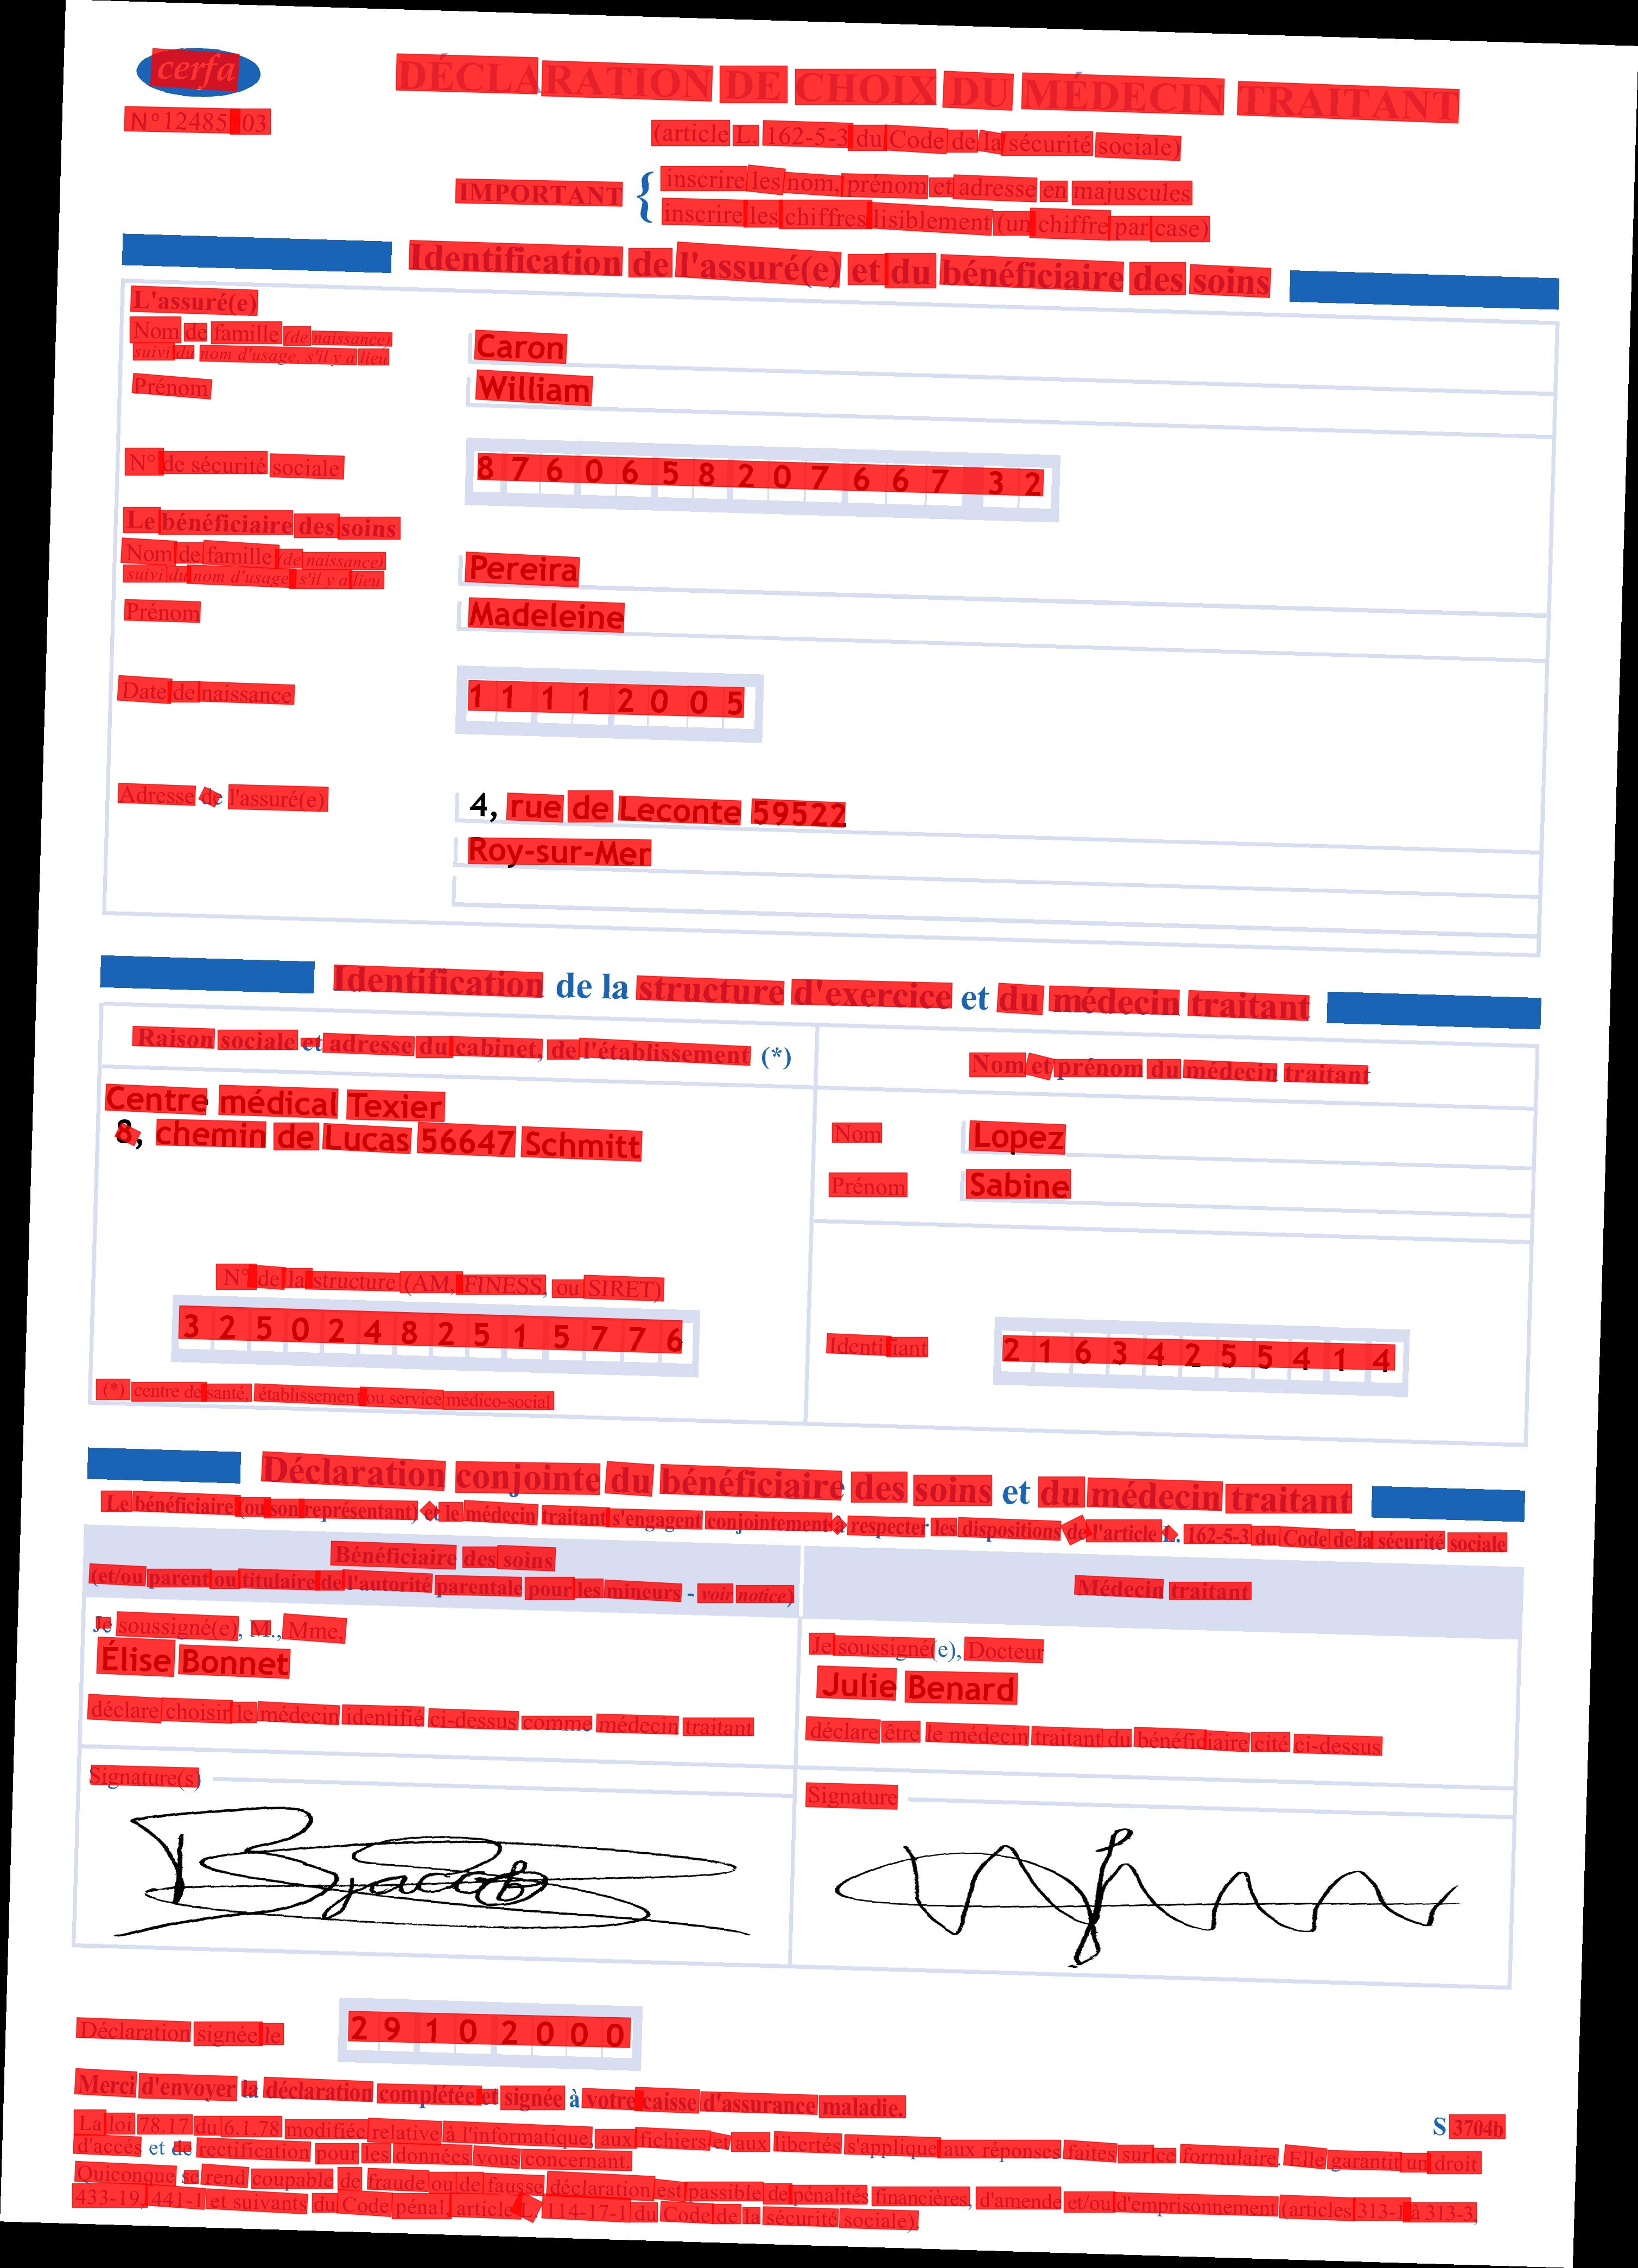 cerfa
N°12485*03
DÉCLARATION DE CHOIX DU MÉDECIN TRAITANT
(article L. 162-5-3 du Code de la sécurité sociale)
IMPORTANT { inscrire les nom, prénom et adresse en majuscules
inscrire les chiffres lisiblement (un chiffre par case)
Identification de l'assuré(e) et du bénéficiaire des soins
L'assuré(e)
Nom de famille (de naissance)
suivi du nom d'usage, s'il y a lieu
Caron
Prénom
William
N° de sécurité sociale
8 7 6 0 6 5 8 2 0 7 6 6 7 3 2
Le bénéficiaire des soins
Nom de famille (de naissance)
suivi du nom d'usage s'il y a lieu
Pereira
Prénom
Madeleine
Date de naissance
1 1 1 1 2 0 0 5
Adresse de l'assuré(e)
4, rue de Leconte 59522
Roy-sur-Mer
Identification de la structure d'exercice et du médecin traitant
Raison sociale et adresse du cabinet, de l'établissement (*)
Centre médical Texier
8, chemin de Lucas 56647 Schmitt
N° de la structure (AM, FINESS, ou SIRET)
3 2 5 0 2 4 8 2 5 1 5 7 7 6
(*) centre de santé, établissement ou service médico-social
Nom et prénom du médecin traitant
Nom Lopez
Prénom Sabine
Identifiant 2 1 6 3 4 2 5 5 4 1 4
Déclaration conjointe du bénéficiaire des soins et du médecin traitant
Le bénéficiaire (ou son représentant) et le médecin traitant s'engagent conjointement à respecter les dispositions de l'article L. 162-5-3 du Code de la sécurité sociale
Bénéficiaire des soins
(et/ou parent ou titulaire de l'autorité parentale pour les mineurs - voir notice)
Je soussigné(e), M., Mme,
Élise Bonnet
déclare choisir le médecin identifié ci-dessus comme médecin traitant
Signature(s)
Médecin traitant
Je soussigné(e), Docteur
Julie Benard
déclare être le médecin traitant du bénéficiaire cité ci-dessus
Signature
Déclaration signée le
2 9 1 0 2 0 0 0
Merci d'envoyer la déclaration complétée et signée à votre caisse d'assurance maladie.
S 3704b
La loi 78.17 du 6.1.78 modifiée relative à l'informatique, aux fichiers et aux libertés s'applique aux réponses faites sur ce formulaire. Elle garantit un droit
d'accés et de rectification pour les données vous concernant.
Quiconque se rend coupable de fraude ou de fausse déclaration est passible de pénalités financières, d'amende et/ou d'emprisonnement (articles 313-1 à 313-3,
433-19, 441-1 et suivants du Code pénal, article L. 114-17-1 du Code de la sécurité sociale).